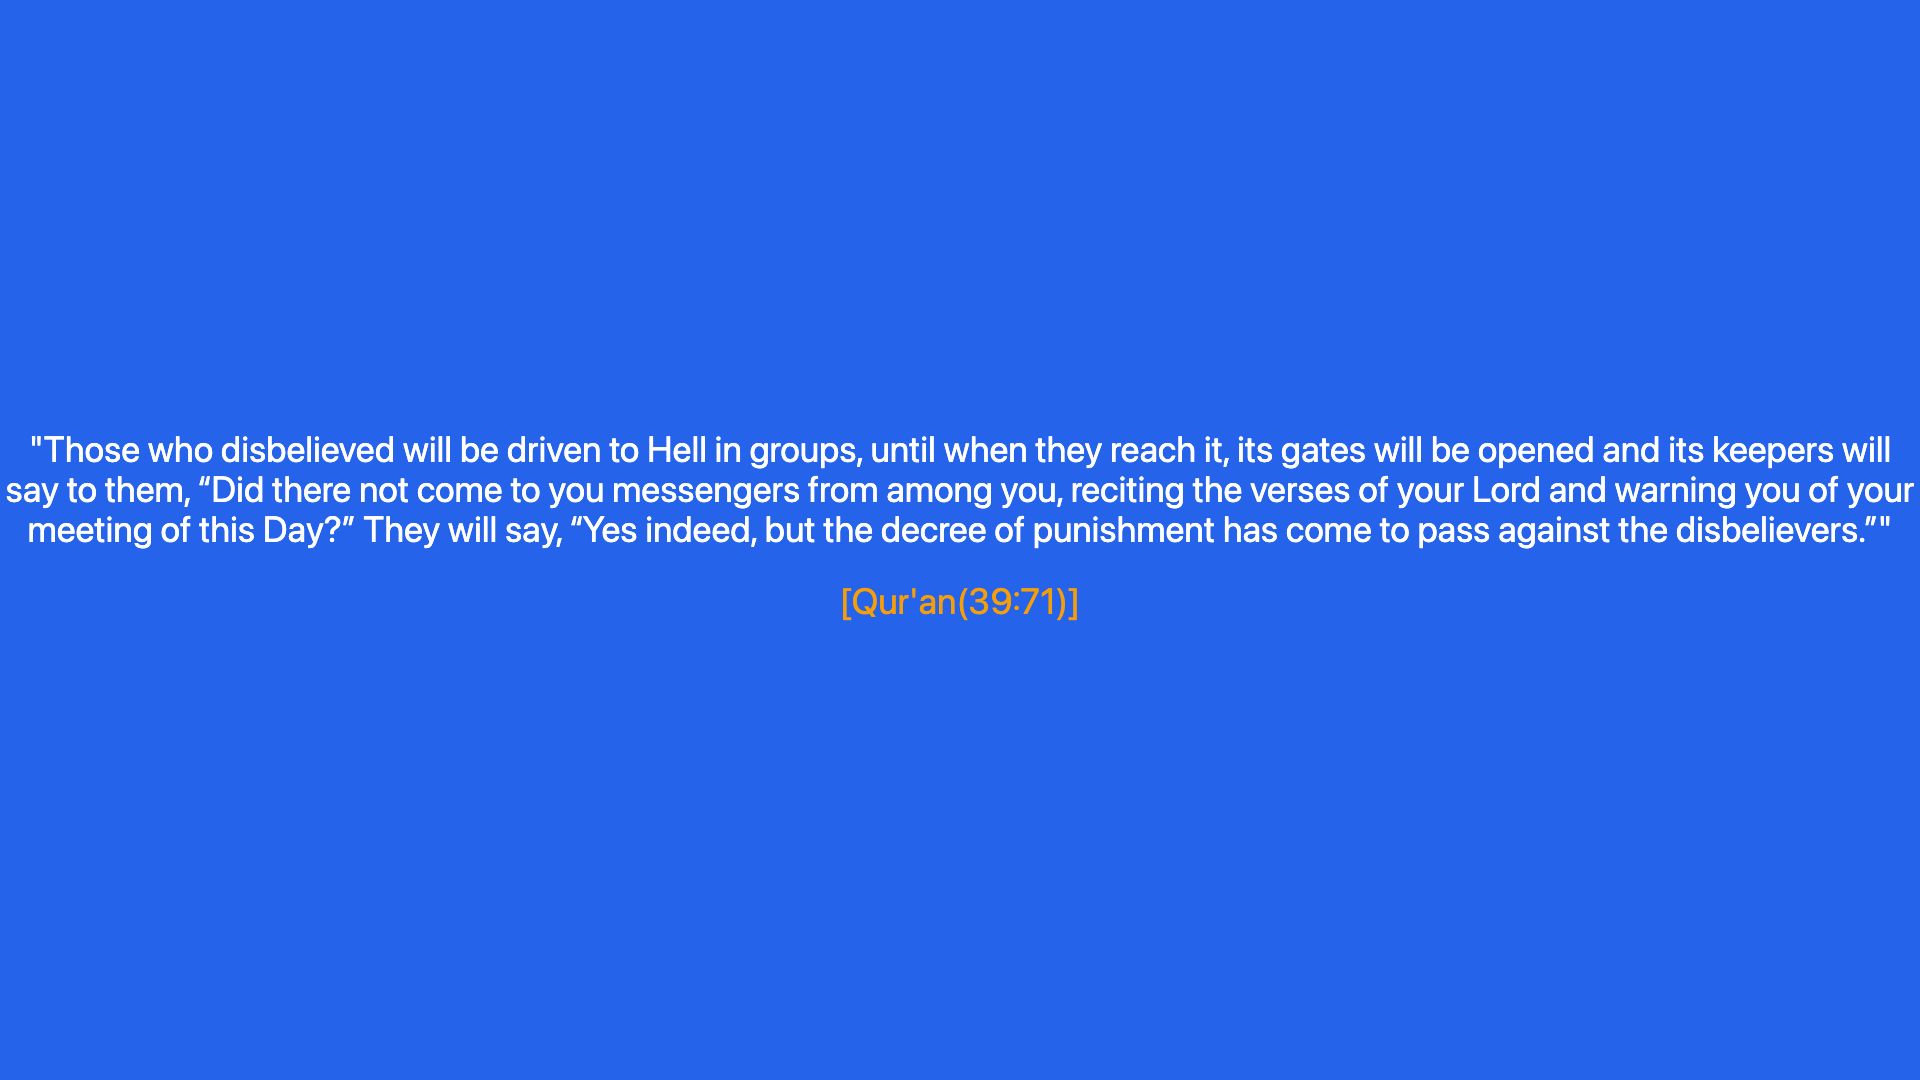 "Those who disbelieved will be driven to Hell in groups, until when they reach it, its gates will be opened and its keepers will
say to them, “Did there not come to you messengers from among you, reciting the verses of your Lord and warning you of your
meeting of this Day?” They will say, “Yes indeed, but the decree of punishment has come to pass against the disbelievers.”"
[Qur'an(39:71)]